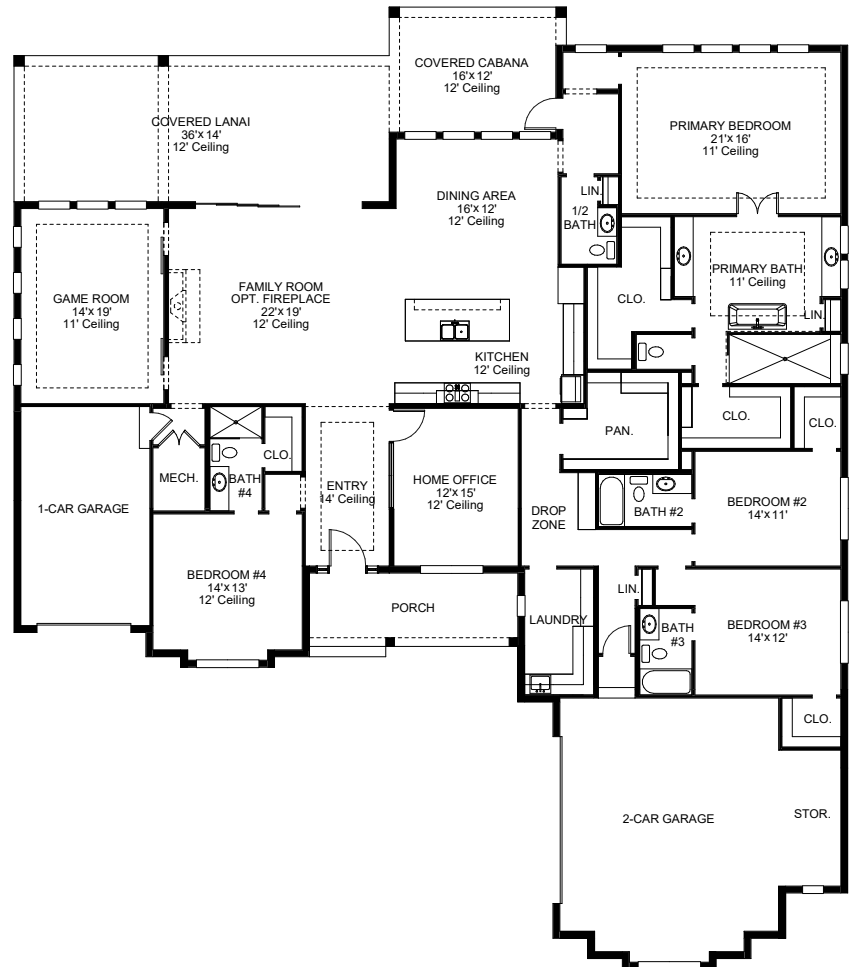 COVERED CABANA
16'x 12'
12' Ceiling
COVERED LANAI
36'x 14'
12' Ceiling
PRIMARY BEDROOM
21'x 16'
11' Ceiling
DINING AREA
16'x 12'
12' Ceiling
LIN.
1/2
BATH
PRIMARY BATH
11' Ceiling
GAME ROOM
14'x 19'
11' Ceiling
FAMILY ROOM
OPT. FIREPLACE
22'x 19'
12' Ceiling
CLO.
LIN.
KITCHEN
12' Ceiling
CLO.
CLO.
PAN.
CLO.
MECH.
BATH
#4
ENTRY
14' Ceiling
HOME OFFICE
12'x 15'
12' Ceiling
1-CAR GARAGE
DROP
ZONE
BATH #2
BEDROOM #2
14'x 11'
BEDROOM #4
14'x 13'
12' Ceiling
PORCH
LAUNDRY
LIN.
BATH
#3
BEDROOM #3
14'x 12'
CLO.
2-CAR GARAGE
STOR.